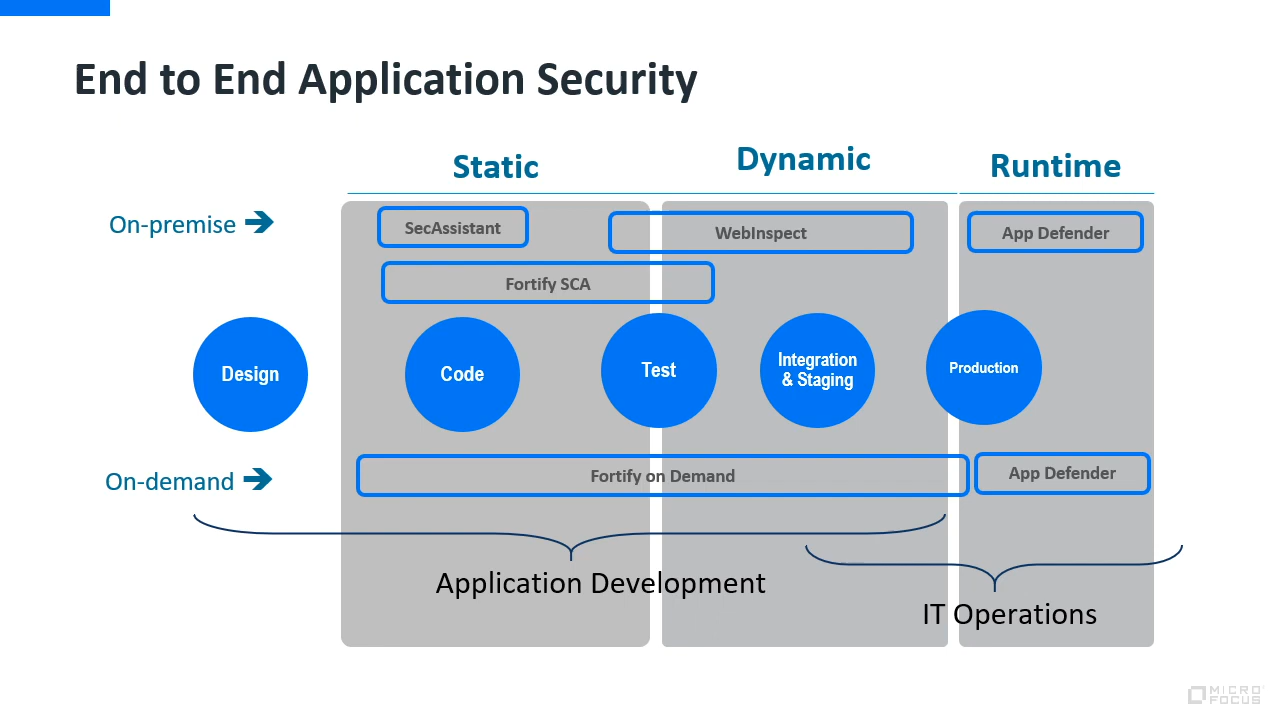 End to End Application Security
Static
Dynamic
Runtime
On-premise
SecAssistant
WebInspect
App Defender
Fortify SCA
Design
Code
Test
Integration
& Staging
Production
On-demand
Fortify on Demand
App Defender
Application Development
IT Operations
MICRO
FOCUS